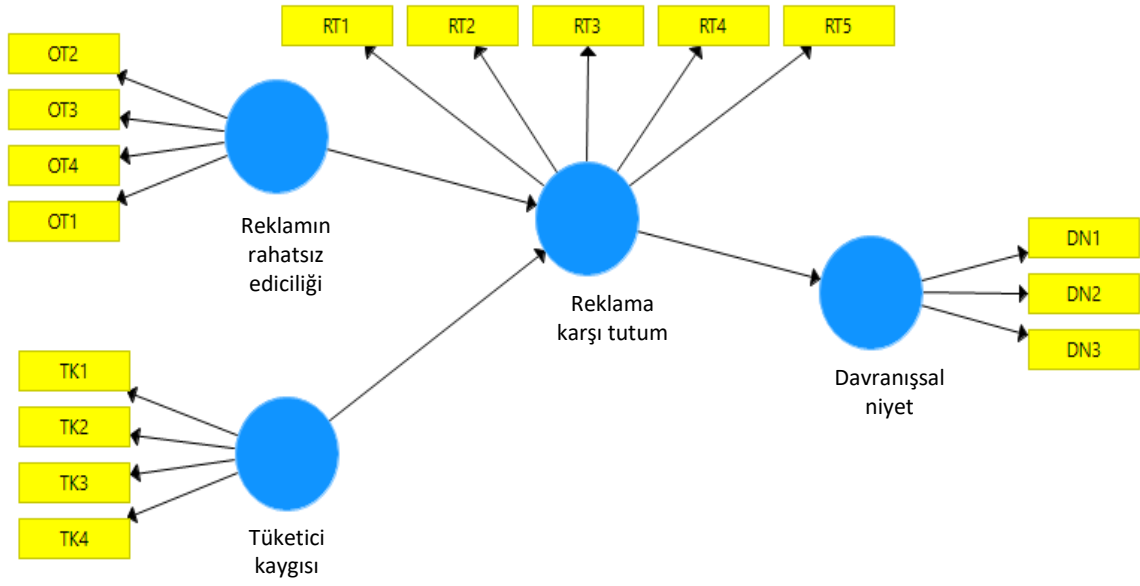 RT1
RT2
RT3
RT4
RT5
OT2
OT3
OT4
OT1
Reklamın
rahatsız
ediciliği
Reklama
karşı tutum
DN1
DN2
DN3
Davranışsal
niyet
TK1
TK2
TK3
TK4
Tüketici
kaygısı